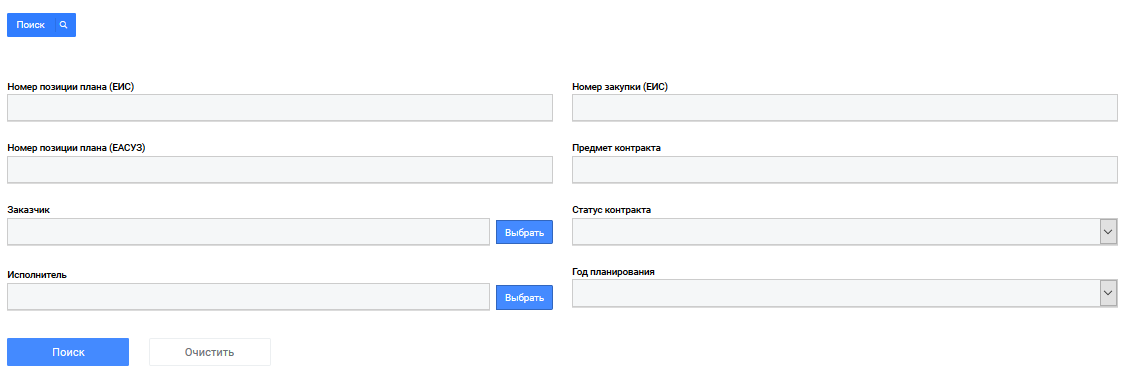 Поиск
Номер позиции плана (ЕИС)
Номер закупки (ЕИС)
Номер позиции плана (ЕАСУЗ)
Предмет контракта
Заказчик
Выбрать
Статус контракта
Исполнитель
Выбрать
Год планирования
Поиск
Очистить